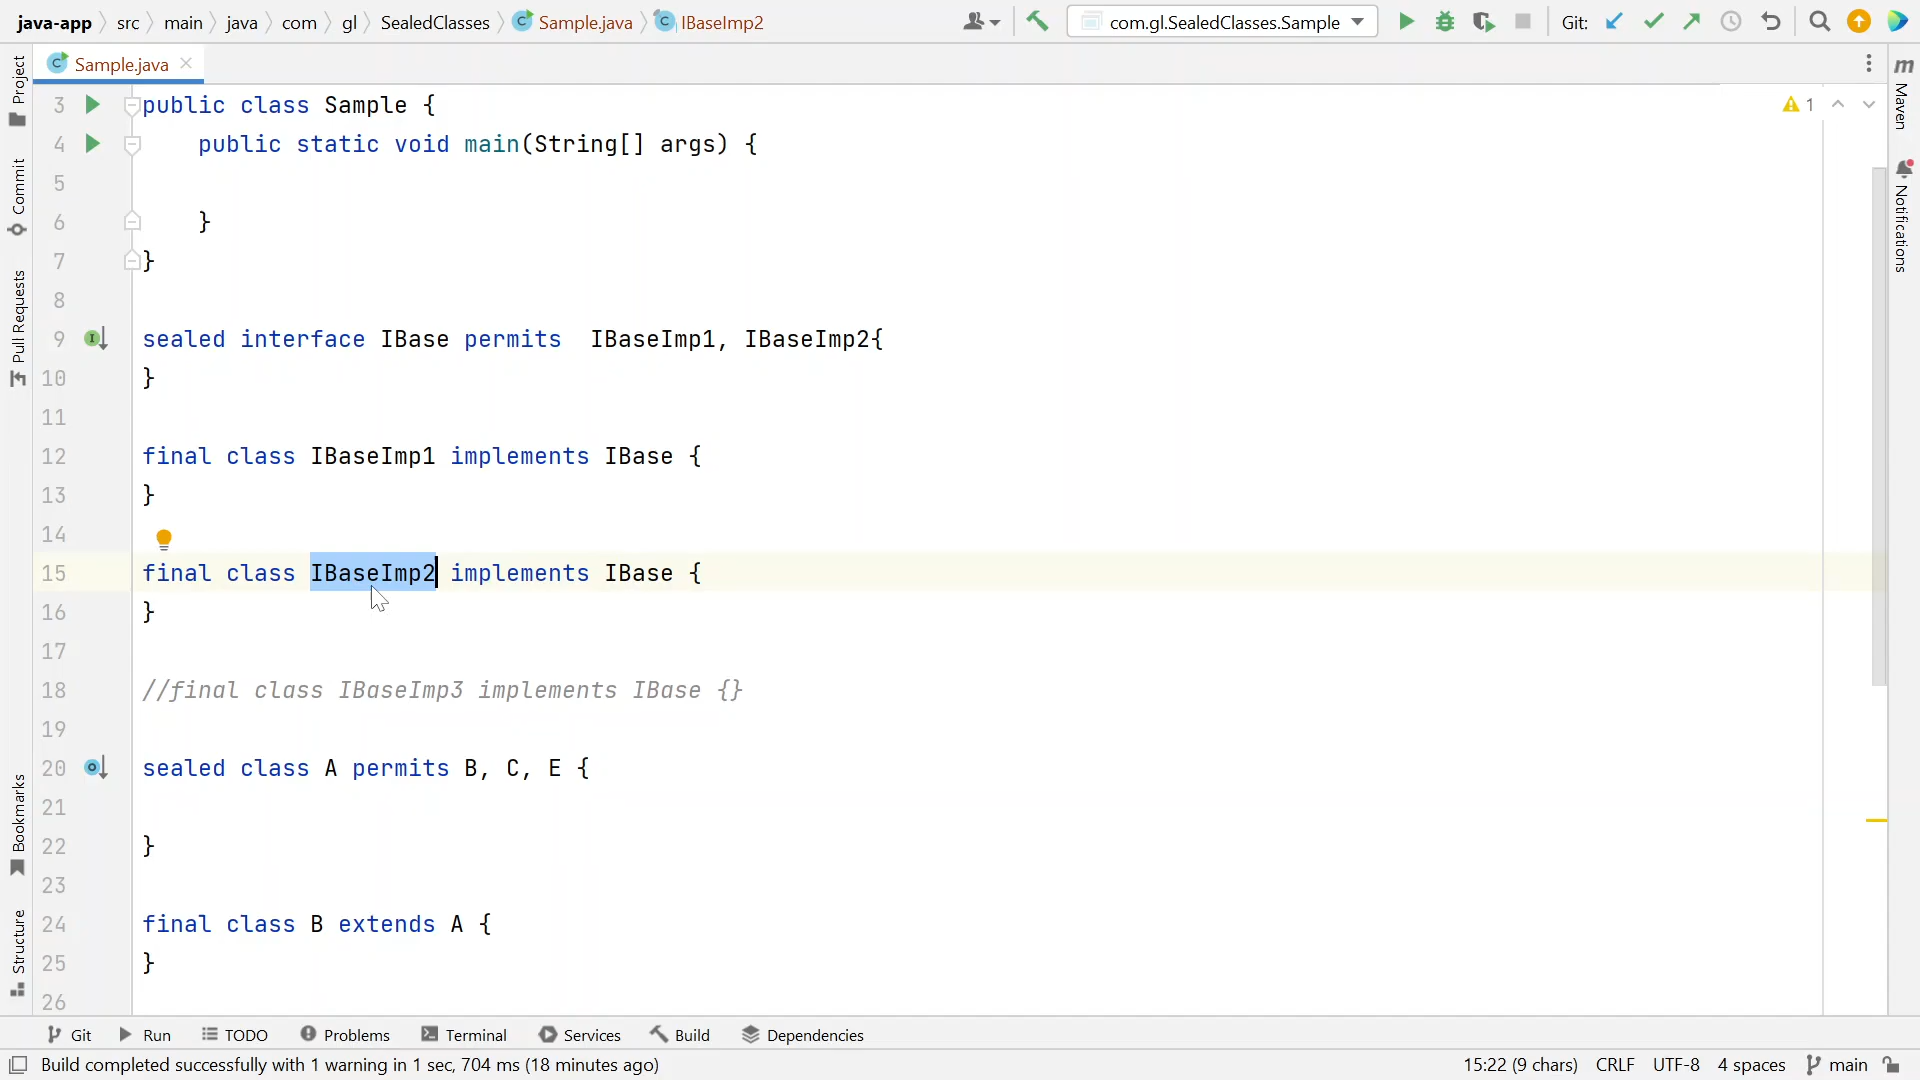 java-app src main java com gl SealedClasses Sample.java IBaseImp2 com.gl.SealedClasses.Sample Git:
Sample.java
Project
Commit
Pull Requests
Bookmarks
Structure
Maven
Notifications
1
3 public class Sample {
4 public static void main(String[] args) {
5
6 }
7 }
8
9 sealed interface IBase permits  IBaseImp1, IBaseImp2{
10 }
11
12 final class IBaseImp1 implements IBase {
13 }
14
15 final class IBaseImp2 implements IBase {
16 }
17
18 //final class IBaseImp3 implements IBase {}
19
20 sealed class A permits B, C, E {
21
22 }
23
24 final class B extends A {
25 }
26
Git Run TODO Problems Terminal Services Build Dependencies
Build completed successfully with 1 warning in 1 sec, 704 ms (18 minutes ago) 15:22 (9 chars) CRLF UTF-8 4 spaces main